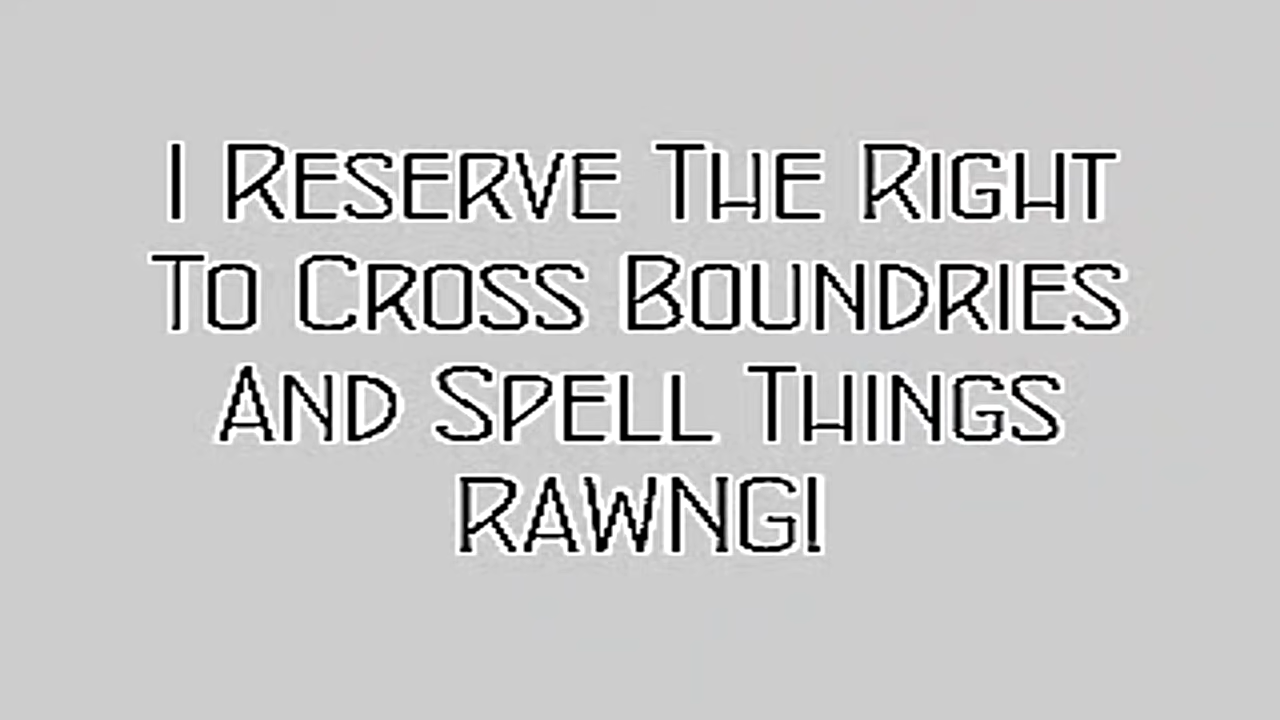 I Reserve The Right
To Cross Boundries
And Spell Things
RAWNG!